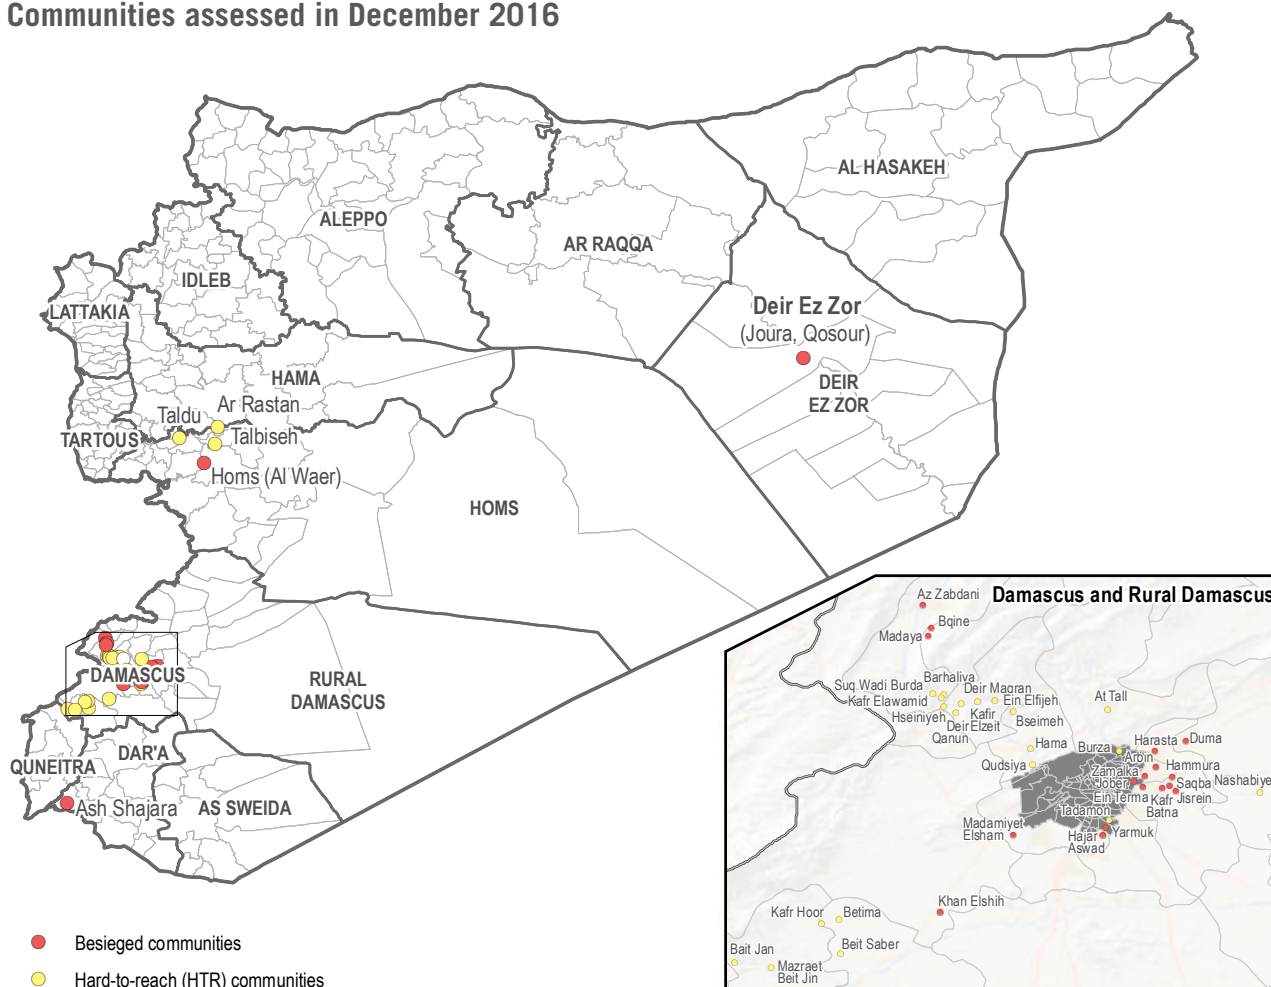 Communities assessed in December 2016
AL HASAKEH
ALEPPO
AR RAQQA
IDLEB
LATTAKIA
Deir Ez Zor
(Joura, Qosour)
DEIR
EZ ZOR
HAMA
Taldu
Ar Rastan
TARTOUS
Talbiseh
Homs (Al Waer)
HOMS
DAMASCUS
RURAL
DAMASCUS
DAR'A
QUNEITRA
Ash Shajara
AS SWEIDA
Besieged communities
Hard-to-reach (HTR) communities
Damascus and Rural Damascus
Az Zabdani
Bqine
Madaya
Barhaliva
Suq Wadi Burda
Deir Maqran
Kafr Elawamid
Ein Elfijeh
At Tall
Hseiniyeh
Kafir
Elzeit
Deir
Qanun
Bseimeh
Hama
Burza
Harasta
Duma
Arbin
Qudsiya
Zamalka
Hammura
Jober
Saqba
Nashabiye
Ein Terma
Kafr
Batna
Jisrein
Tadamon
Madamiyet
Elsham
Hajar
Aswad
Yarmuk
Khan Elshih
Kafr Hoor
Betima
Bait Jan
Beit Saber
Mazraet
Beit Jin